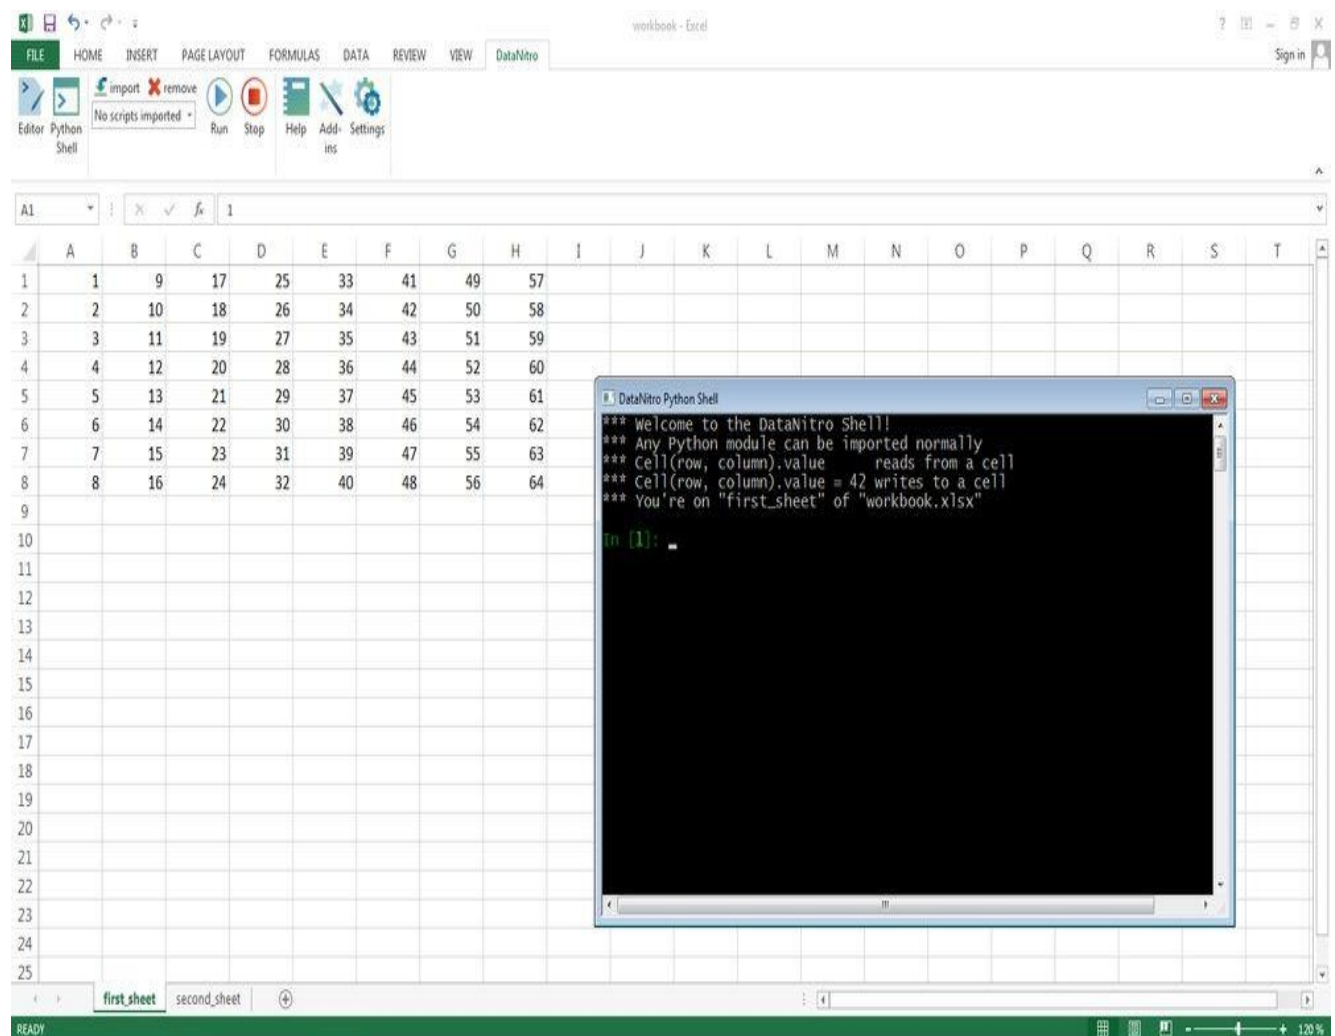 workbook - Excel
FILE HOME INSERT PAGE LAYOUT FORMULAS DATA REVIEW VIEW DataNitro Sign in
import remove
No scripts imported
Editor Python Shell Run Stop Help Add-ins Settings
A1 fx 1
A B C D E F G H I J K L M N O P Q R S T
1 1 9 17 25 33 41 49 57
2 2 10 18 26 34 42 50 58
3 3 11 19 27 35 43 51 59
4 4 12 20 28 36 44 52 60
5 5 13 21 29 37 45 53 61
6 6 14 22 30 38 46 54 62
7 7 15 23 31 39 47 55 63
8 8 16 24 32 40 48 56 64
9
10
11
12
13
14
15
16
17
18
19
20
21
22
23
24
25
DataNitro Python Shell
*** Welcome to the DataNitro Shell!
*** Any Python module can be imported normally
*** Cell(row, column).value reads from a cell
*** Cell(row, column).value = 42 writes to a cell
*** You're on "first_sheet" of "workbook.xlsx"
In [1]:
first_sheet second_sheet
READY 120 %